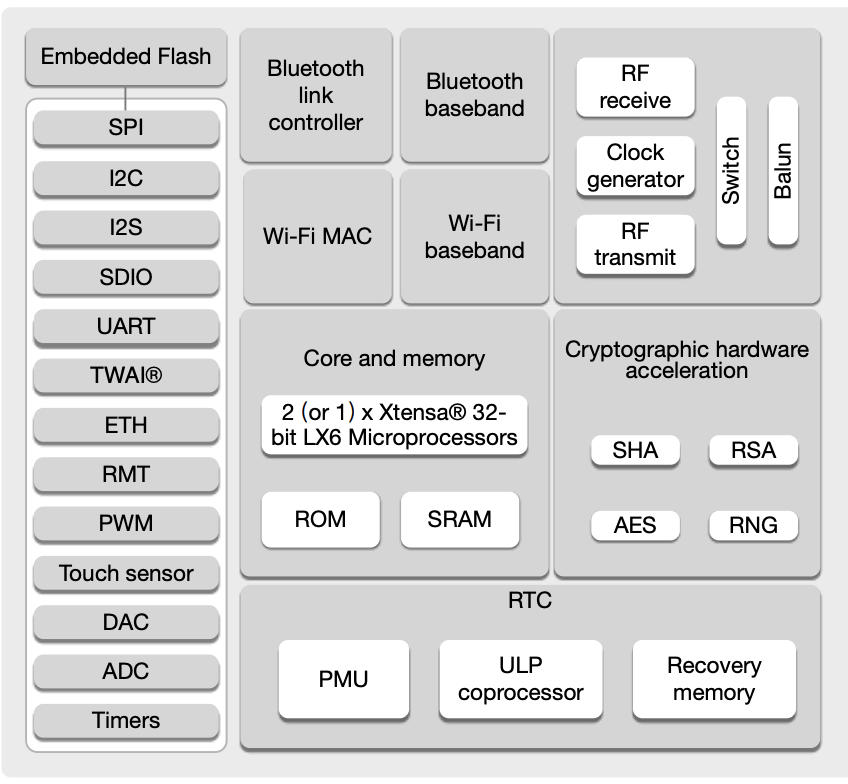 Embedded Flash
SPI
I2C
I2S
SDIO
UART
TWAI®
ETH
RMT
PWM
Touch sensor
DAC
ADC
Timers
Bluetooth
link
controller
Bluetooth
baseband
Wi-Fi MAC
Wi-Fi
baseband
RF
receive
Clock
generator
RF
transmit
Switch
Balun
Core and memory
2 (or 1) x Xtensa® 32-
bit LX6 Microprocessors
ROM
SRAM
Cryptographic hardware
acceleration
SHA
RSA
AES
RNG
RTC
PMU
ULP
coprocessor
Recovery
memory